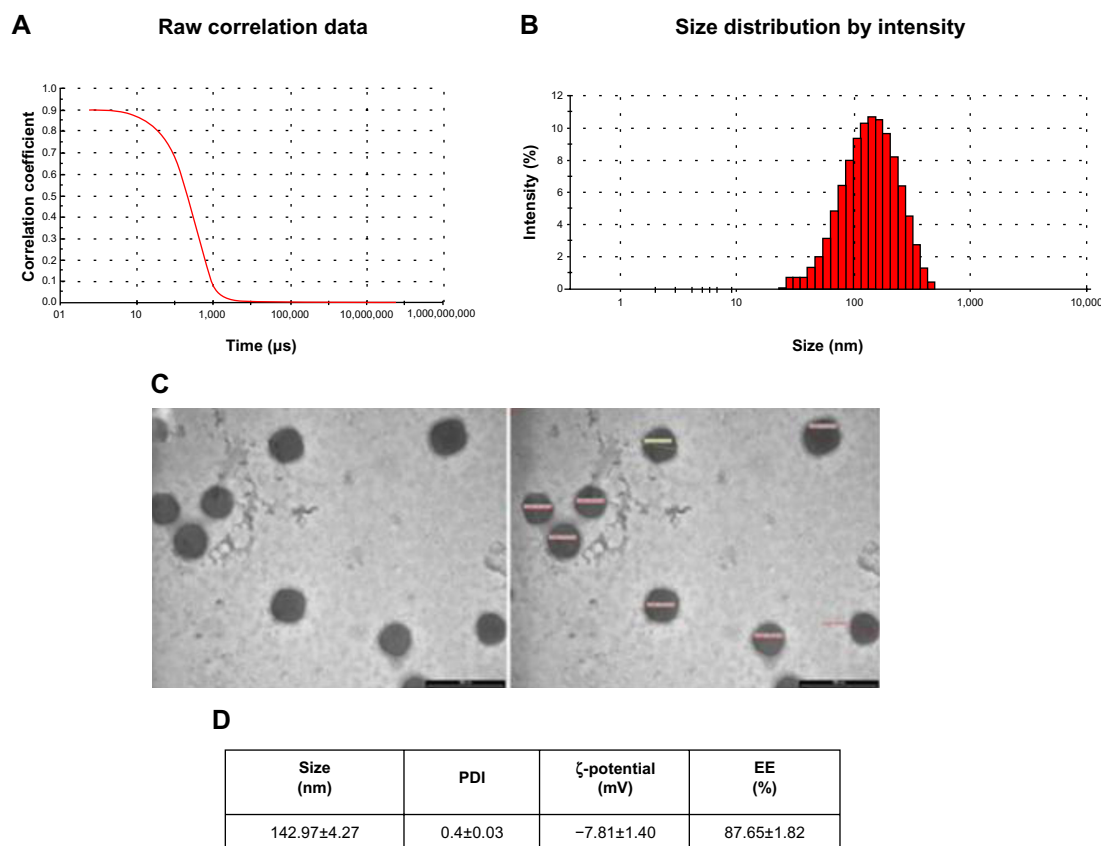 A
Raw correlation data
Correlation coefficient
1.0
0.9
0.8
0.7
0.6
0.5
0.4
0.3
0.2
0.1
0.0
01 10 1,000 100,000 10,000,000 1,000,000,000
Time (µs)
B
Size distribution by intensity
Intensity (%)
12
10
8
6
4
2
0
1 10 100 1,000 10,000
Size (nm)
C
D
Size (nm) PDI ζ-potential (mV) EE (%)
142.97±4.27 0.4±0.03 −7.81±1.40 87.65±1.82